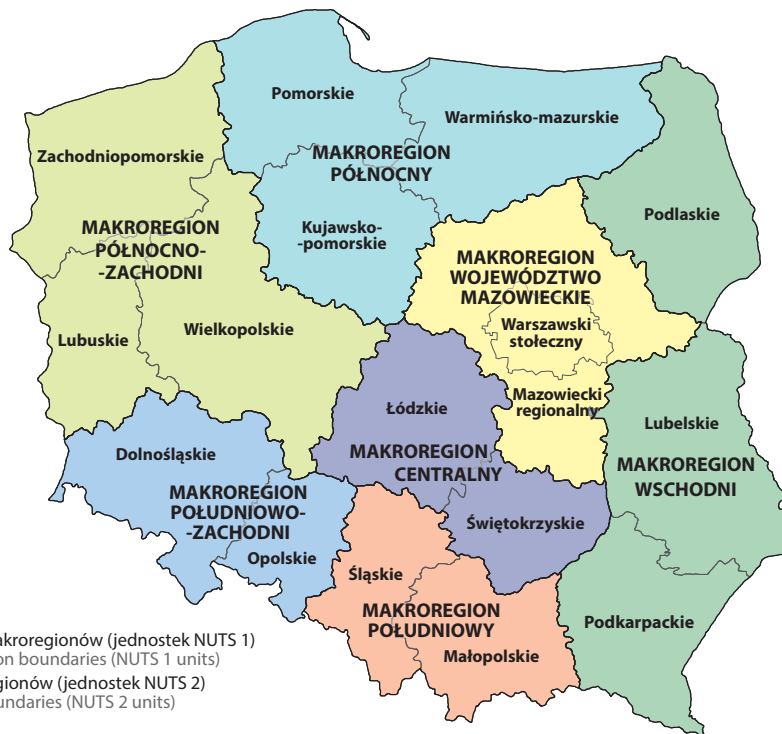 Pomorskie
Warmińsko-mazurskie
Zachodniopomorskie
MAKROREGION
PÓŁNOCNY
Podlaskie
MAKROREGION
PÓŁNOCNO-
-ZACHODNI
Kujawsko-
-pomorskie
MAKROREGION
WOJEWÓDZTWO
MAZOWIECKIE
Warszawski
stołeczny
Lubuskie
Wielkopolskie
Mazowiecki
regionalny
Łódzkie
Lubelskie
MAKROREGION
CENTRALNY
MAKROREGION
WSCHODNI
Dolnośląskie
MAKROREGION
POŁUDNIOWO-
-ZACHODNI
Opolskie
Świętokrzyskie
Śląskie
MAKROREGION
POŁUDNIOWY
Małopolskie
Podkarpackie
akroregionów (jednostek NUTS 1)
on boundaries (NUTS 1 units)
gionów (jednostek NUTS 2)
undaries (NUTS 2 units)